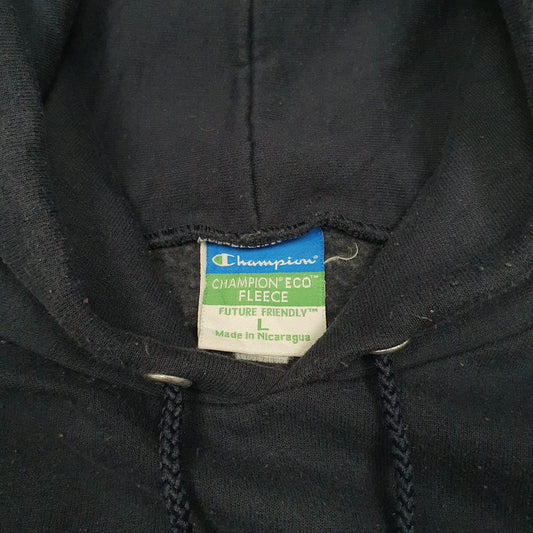 Champion
CHAMPION® ECO™
FLEECE
FUTURE FRIENDLY™
L
Made in Nicaragua